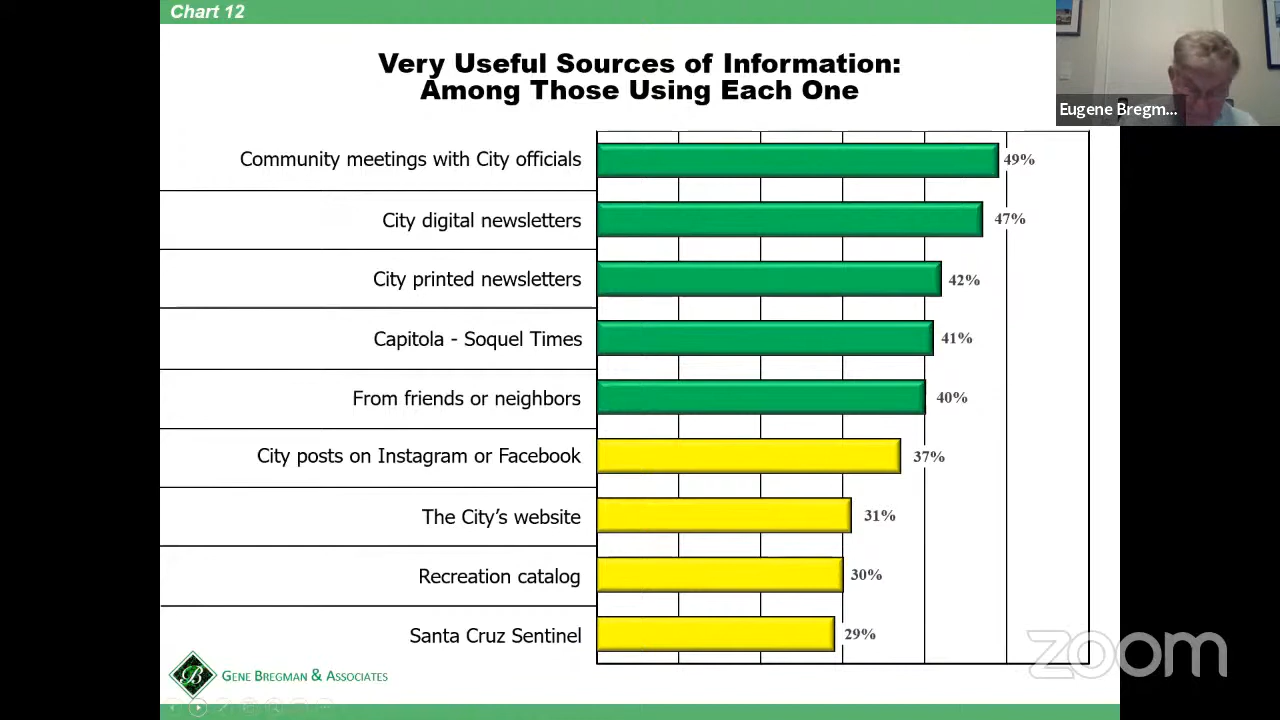 Chart 12
Very Useful Sources of Information:
Among Those Using Each One
Eugene Bregm...
Community meetings with City officials 49%
City digital newsletters 47%
City printed newsletters 42%
Capitola - Soquel Times 41%
From friends or neighbors 40%
City posts on Instagram or Facebook 37%
The City's website 31%
Recreation catalog 30%
Santa Cruz Sentinel 29%
B GENE BREGMAN & ASSOCIATES
zoom